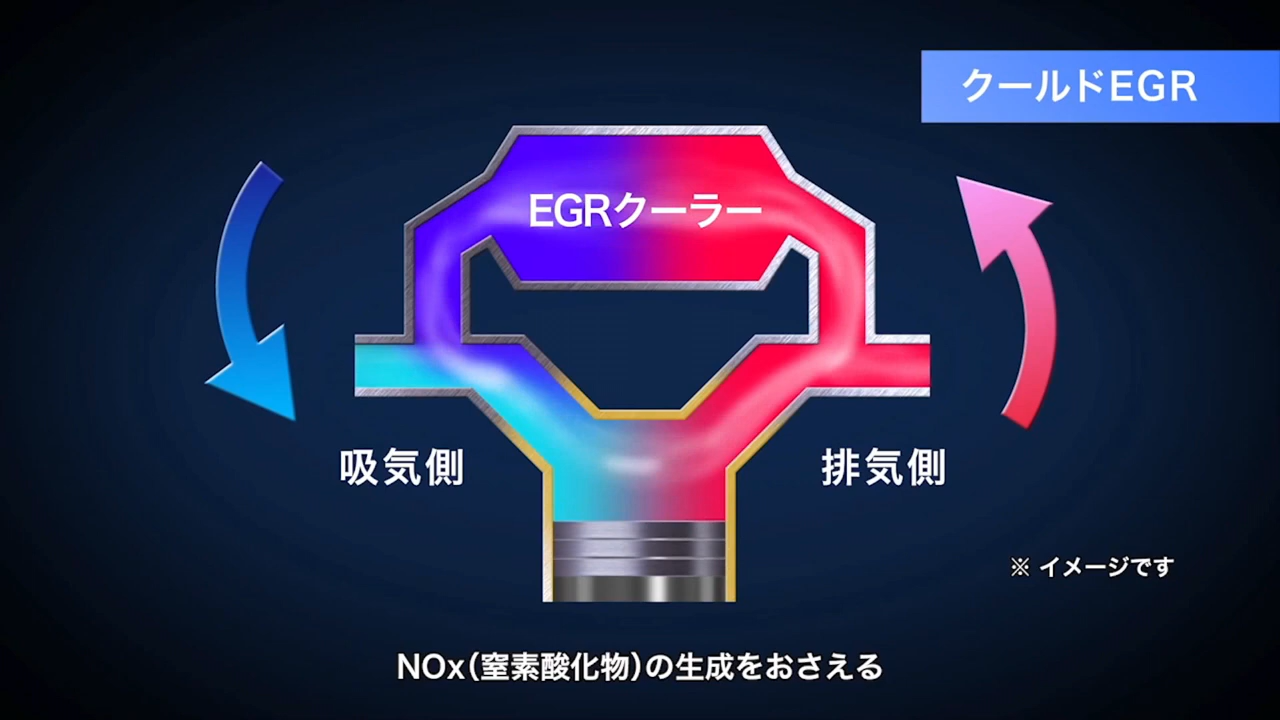 クールドEGR
EGRクーラー
吸気側
排気側
※ イメージです
NOx(窒素酸化物)の生成をおさえる